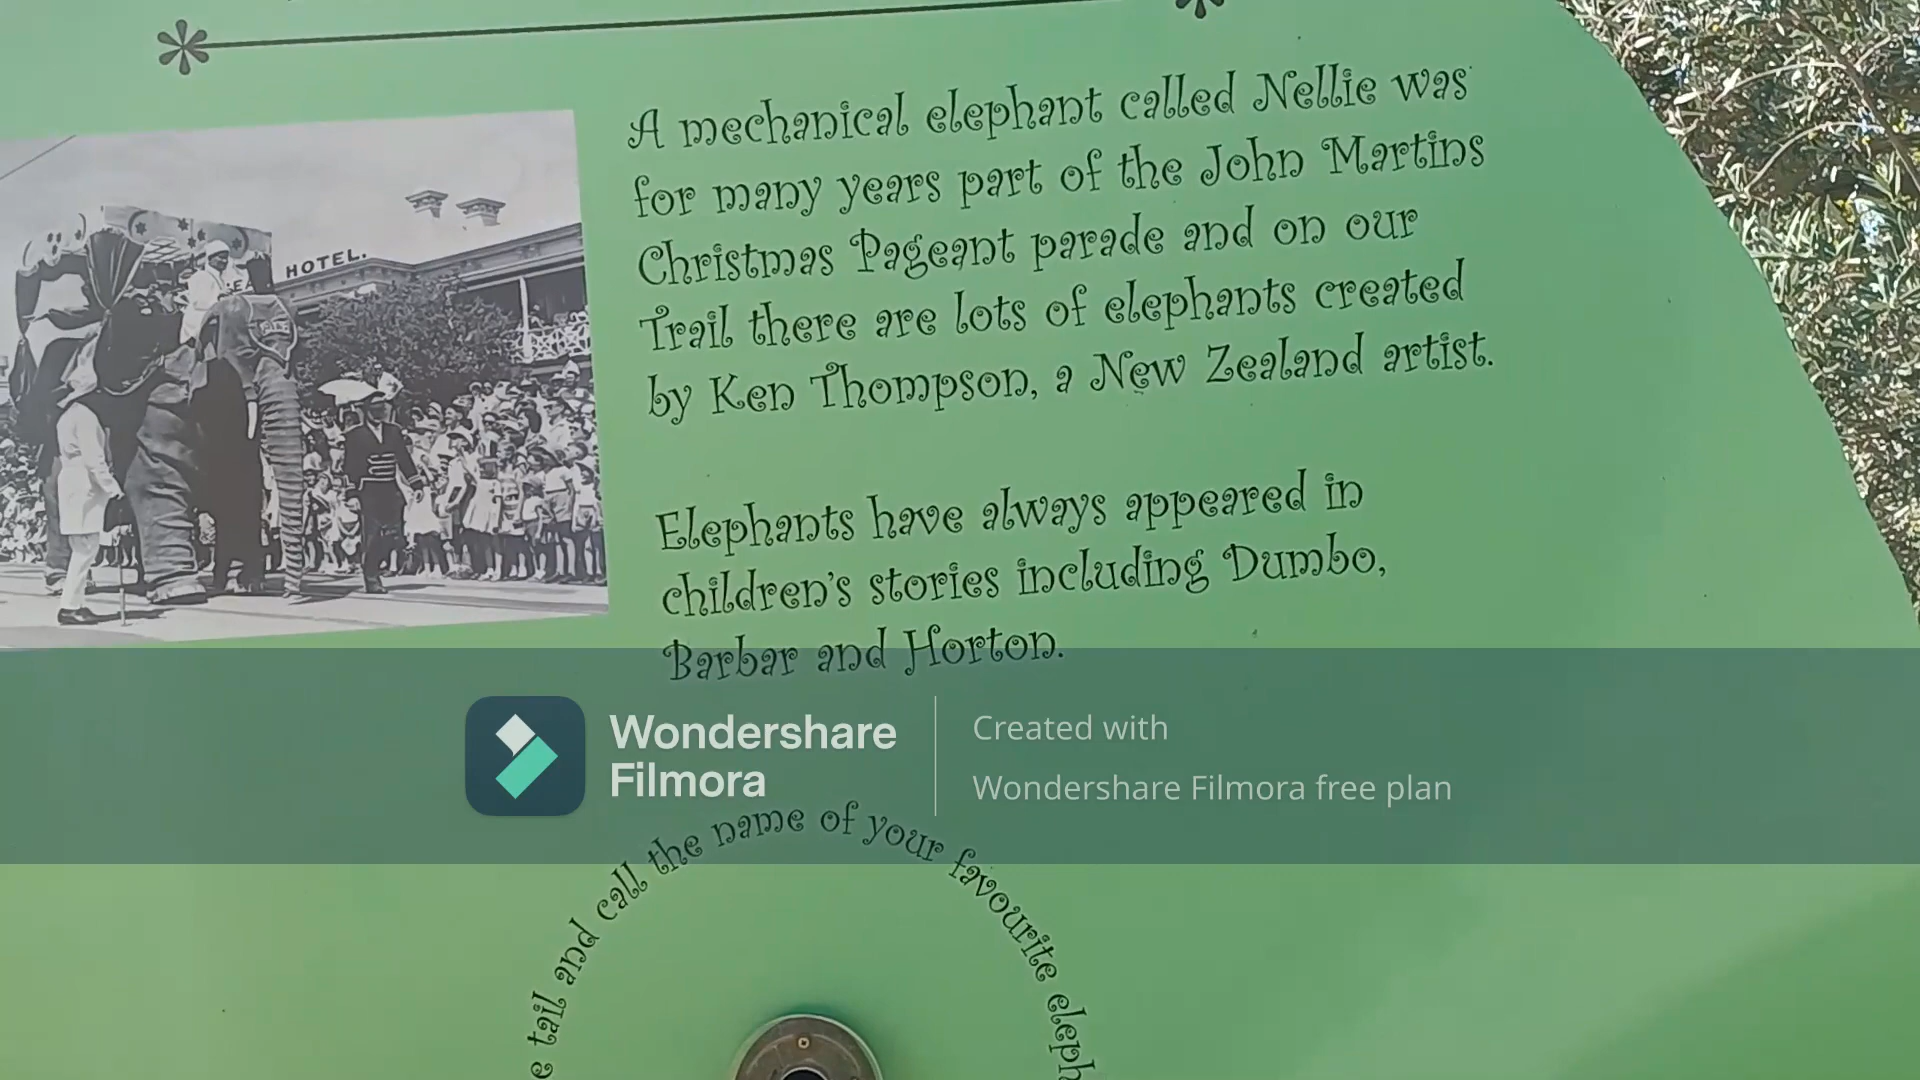 A mechanical elephant called Nellie was
for many years part of the John Martins
Christmas Pageant parade and on our
Trail there are lots of elephants created
by Ken Thompson, a New Zealand artist.
Elephants have always appeared in
children's stories including Dumbo,
Barbar and Horton.
HOTEL.
Wondershare
Filmora
Created with
Wondershare Filmora free plan
tail and call the name of your favourite